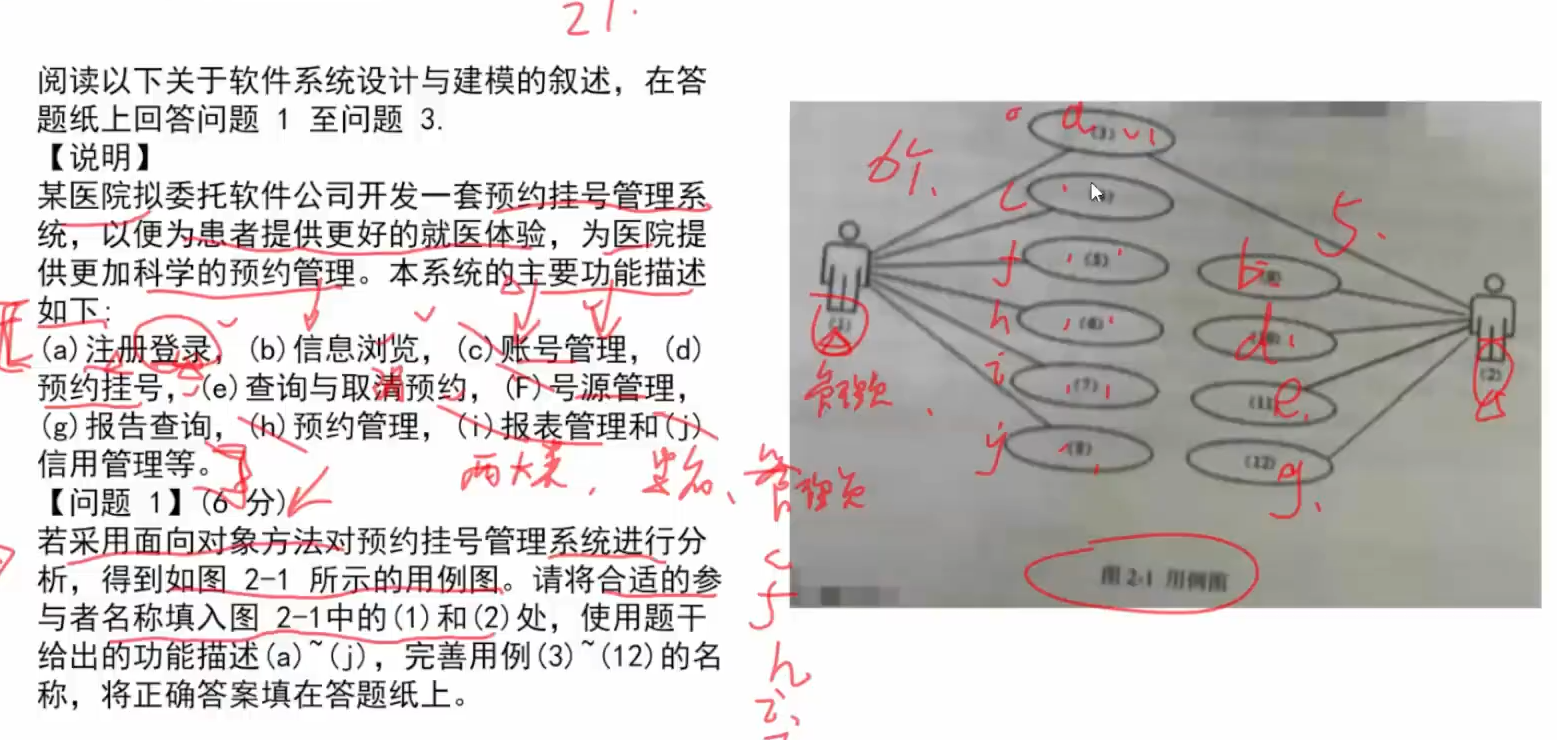 21.
阅读以下关于软件系统设计与建模的叙述，在答
题纸上回答问题 1 至问题 3.
【说明】
某医院拟委托软件公司开发一套预约挂号管理系
统，以便为患者提供更好的就医体验，为医院提
供更加科学的预约管理。本系统的主要功能描述
如下:
(a)注册登录，(b)信息浏览，(c)账号管理，(d)
预约挂号，(e)查询与取消预约，(F)号源管理，
(g)报告查询，(h)预约管理，(i)报表管理和(j)
信用管理等。
两大类、患者、管理员
【问题 1】(6 分)
若采用面向对象方法对预约挂号管理系统进行分
析，得到如图 2-1 所示的用例图。请将合适的参
与者名称填入图 2-1中的(1)和(2)处，使用题干
给出的功能描述(a)~(j)，完善用例(3)~(12)的名
称，将正确答案填在答题纸上。
c
f
h
i、
6个.
5.
a (3)
c
f (5)
h (6)
i (7)
j (8)
b
d
(11) e
(12) g
(1)
管理员
(2)
图 2-1 用例图